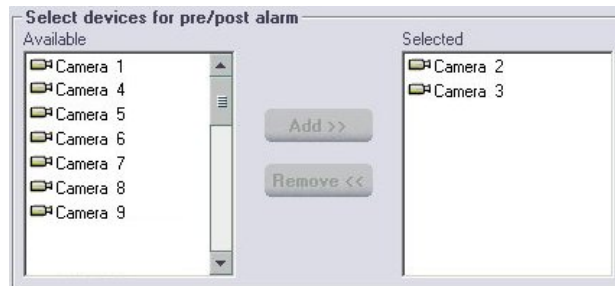 Select devices for pre/post alarm
Available
Selected
Camera 1
Camera 4
Camera 5
Camera 6
Camera 7
Camera 8
Camera 9
Add >>
Remove <<
Camera 2
Camera 3